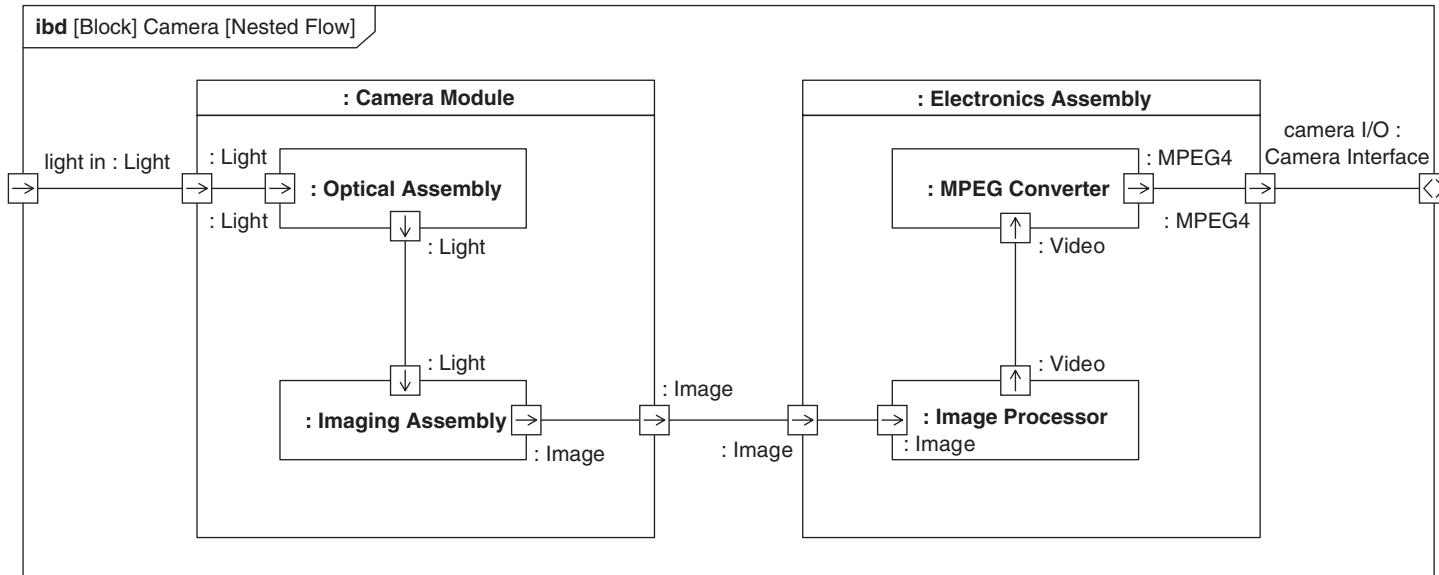 ibd [Block] Camera [Nested Flow]
: Camera Module
: Electronics Assembly
light in : Light
: Light
: Light
: Optical Assembly
: Light
: Light
: Imaging Assembly
: Image
: Image
: Image
: MPEG4
: MPEG Converter
: MPEG4
: Video
: Video
: Image Processor
: Image
camera I/O :
Camera Interface